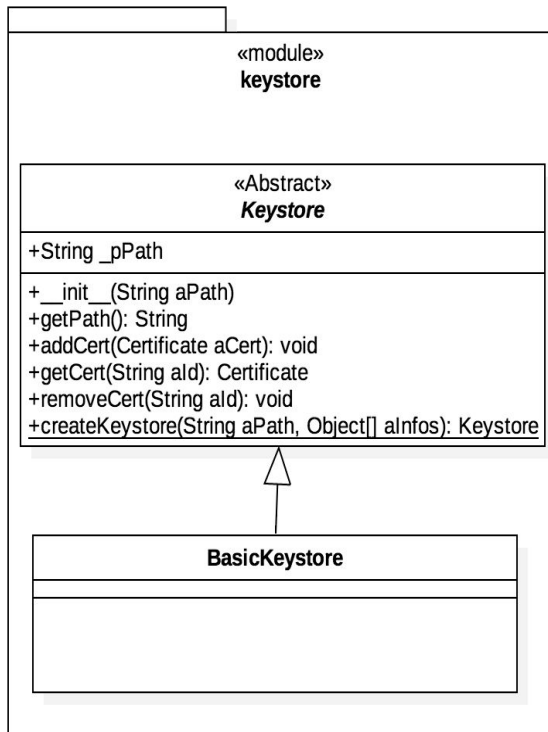 «module»
keystore
«Abstract»
Keystore
+String _pPath
+__init__(String aPath)
+getPath(): String
+addCert(Certificate aCert): void
+getCert(String aId): Certificate
+removeCert(String aId): void
+createKeystore(String aPath, Object[] aInfos): Keystore
BasicKeystore